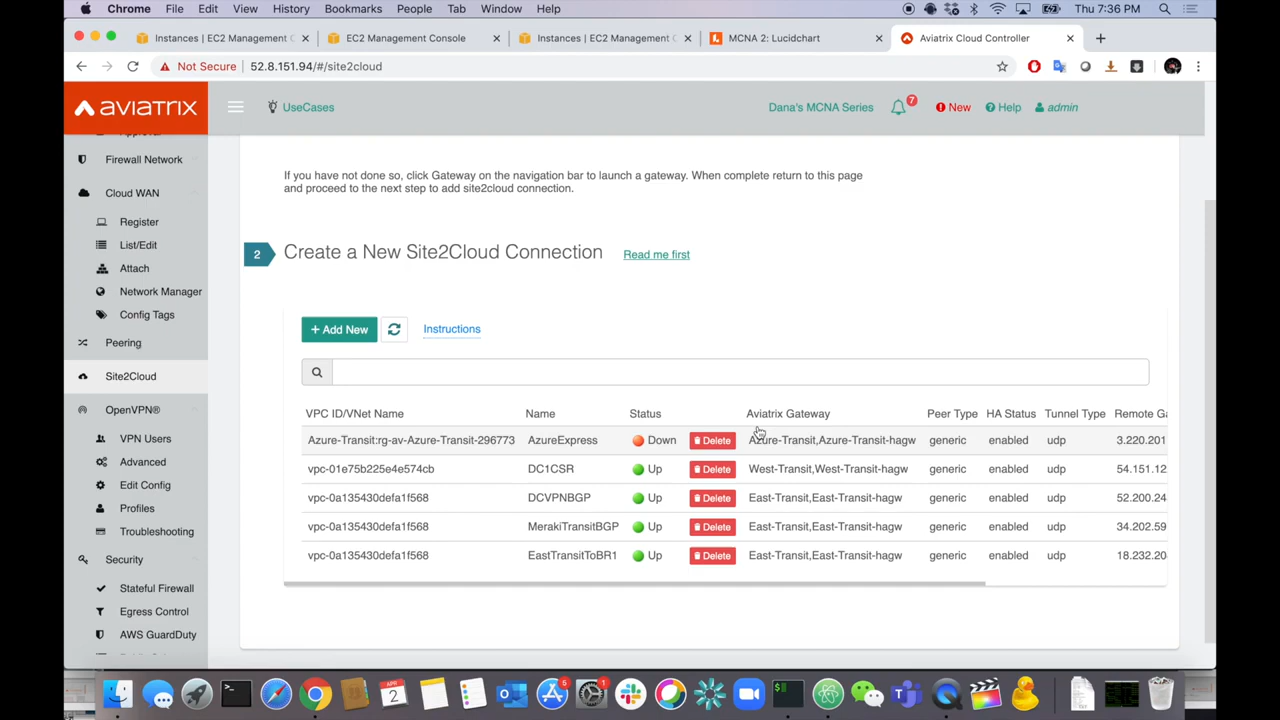 Chrome File Edit View History Bookmarks People Tab Window Help Thu 7:36 PM
Instances | EC2 Management C EC2 Management Console Instances | EC2 Management C MCNA 2: Lucidchart Aviatrix Cloud Controller
Not Secure 52.8.151.94/#/site2cloud
aviatrix UseCases Dana's MCNA Series 7 New Help admin
Firewall Network
Cloud WAN
Register
List/Edit
Attach
Network Manager
Config Tags
Peering
Site2Cloud
OpenVPN®
VPN Users
Advanced
Edit Config
Profiles
Troubleshooting
Security
Stateful Firewall
Egress Control
AWS GuardDuty
If you have not done so, click Gateway on the navigation bar to launch a gateway. When complete return to this page
and proceed to the next step to add site2cloud connection.
2 Create a New Site2Cloud Connection Read me first
+ Add New Instructions
VPC ID/VNet Name Name Status Aviatrix Gateway Peer Type HA Status Tunnel Type Remote Ga
Azure-Transit:rg-av-Azure-Transit-296773 AzureExpress Down Delete Azure-Transit,Azure-Transit-hagw generic enabled udp 3.220.201
vpc-01e75b225e4e574cb DC1CSR Up Delete West-Transit,West-Transit-hagw generic enabled udp 54.151.12
vpc-0a135430defa1f568 DCVPNBGP Up Delete East-Transit,East-Transit-hagw generic enabled udp 52.200.24
vpc-0a135430defa1f568 MerakiTransitBGP Up Delete East-Transit,East-Transit-hagw generic enabled udp 34.202.59
vpc-0a135430defa1f568 EastTransitToBR1 Up Delete East-Transit,East-Transit-hagw generic enabled udp 18.232.20
APR 2 5 1